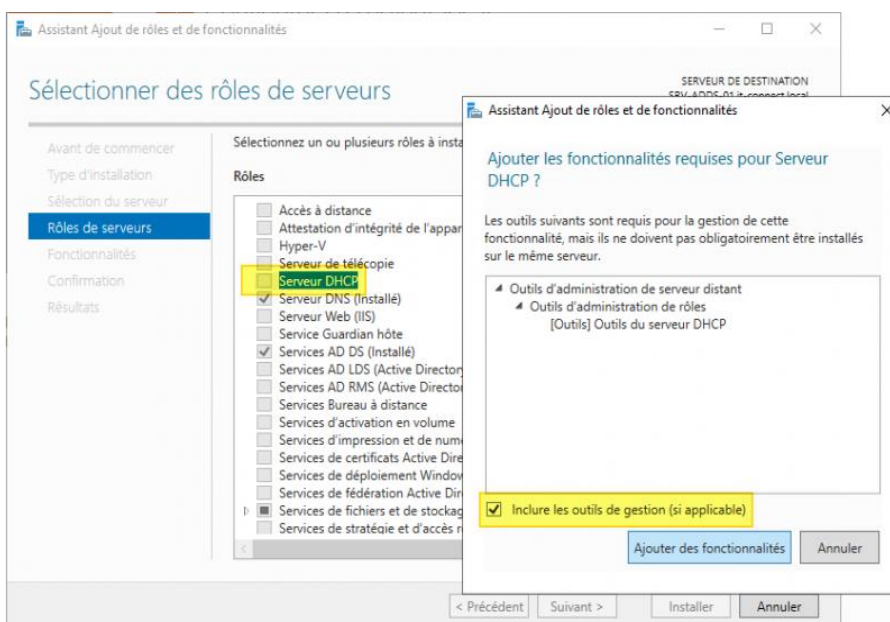 Assistant Ajout de rôles et de fonctionnalités
Sélectionner des rôles de serveurs
SERVEUR DE DESTINATION
SRV-ADDS-01.it-connect.local
Avant de commencer
Type d'installation
Sélection du serveur
Rôles de serveurs
Fonctionnalités
Confirmation
Résultats
Sélectionnez un ou plusieurs rôles à insta
Rôles
Accès à distance
Attestation d'intégrité de l'appar
Hyper-V
Serveur de télécopie
Serveur DHCP
Serveur DNS (Installé)
Serveur Web (IIS)
Service Guardian hôte
Services AD DS (Installé)
Services AD LDS (Active Directory
Services AD RMS (Active Director
Services Bureau à distance
Services d'activation en volume
Services d'impression et de numé
Services de certificats Active Dire
Services de déploiement Window
Services de fédération Active Dir
Services de fichiers et de stockag
Services de stratégie et d'accès r
< Précédent
Suivant >
Installer
Annuler
Assistant Ajout de rôles et de fonctionnalités
Ajouter les fonctionnalités requises pour Serveur
DHCP ?
Les outils suivants sont requis pour la gestion de cette
fonctionnalité, mais ils ne doivent pas obligatoirement être installés
sur le même serveur.
Outils d'administration de serveur distant
Outils d'administration de rôles
[Outils] Outils du serveur DHCP
Inclure les outils de gestion (si applicable)
Ajouter des fonctionnalités
Annuler